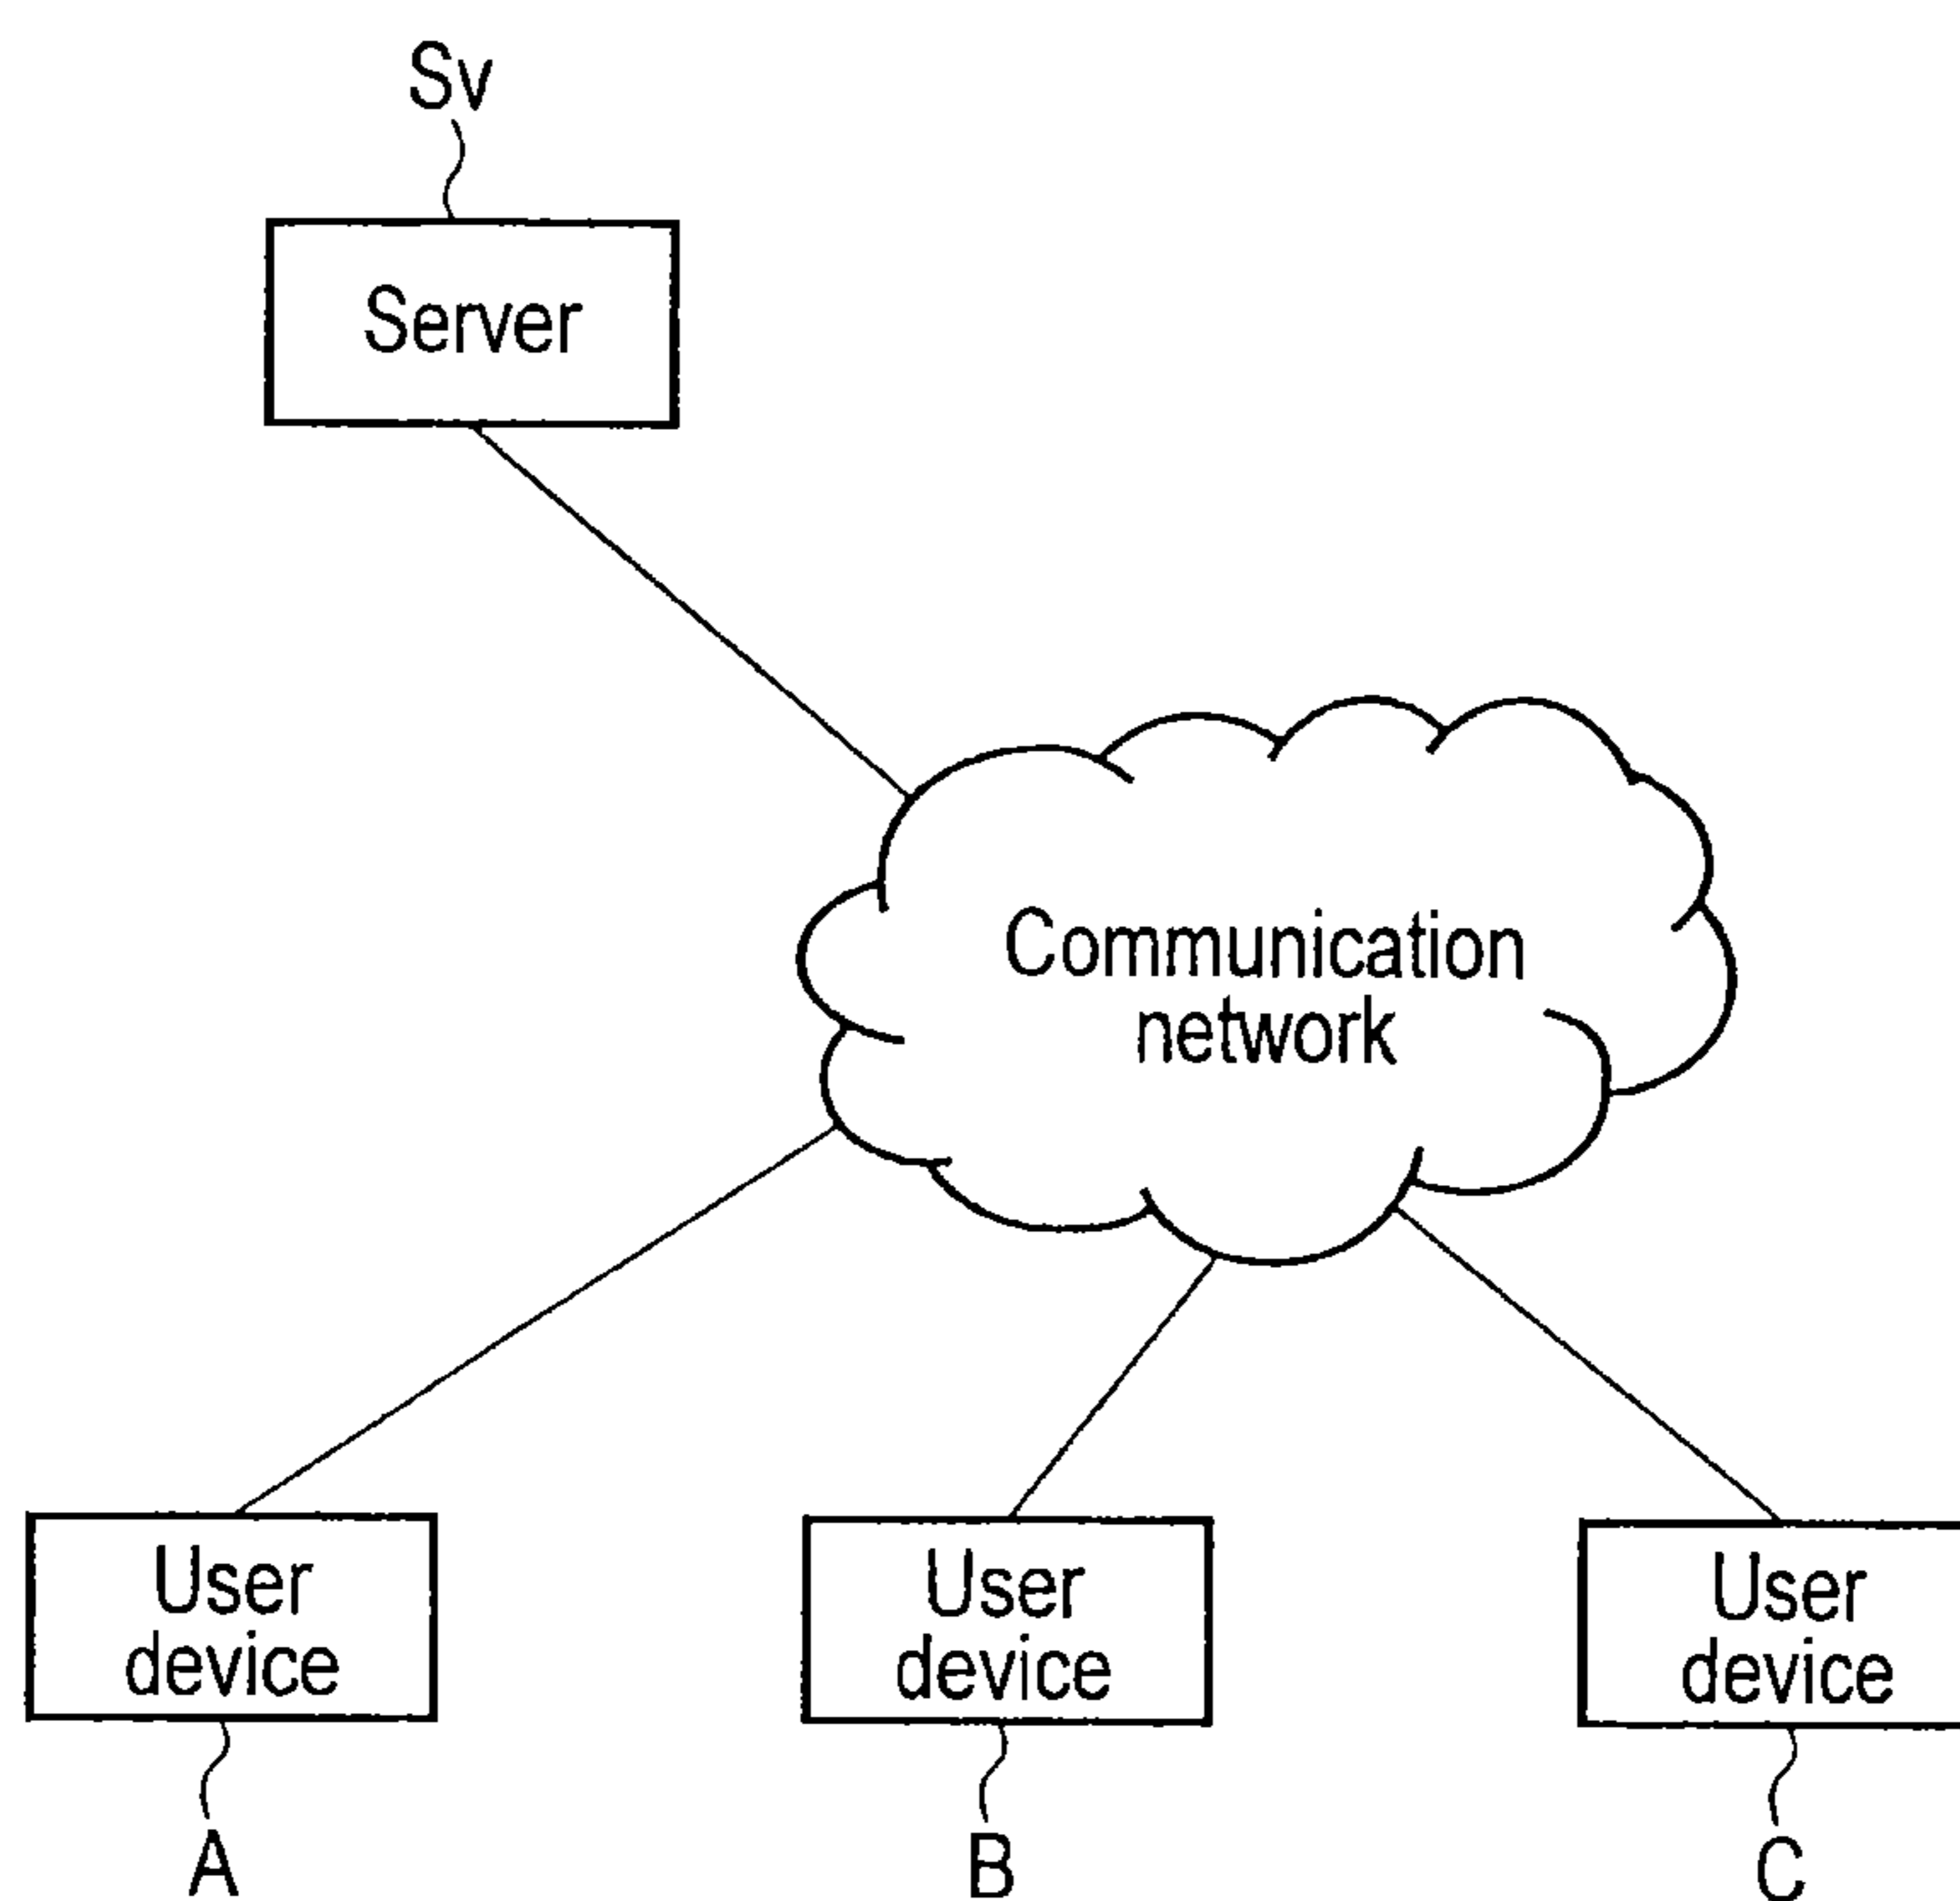 Sv
Server
Communication
network
User
device
User
device
User
device
A
B
C